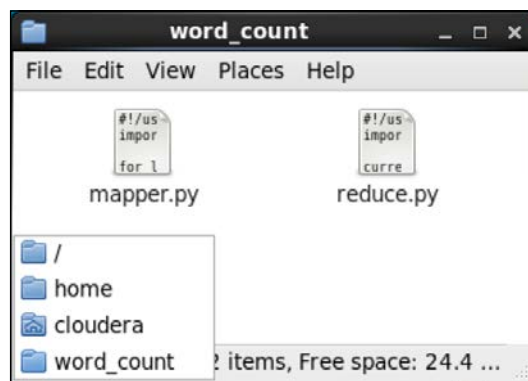 word_count
File Edit View Places Help
#!/us
impor
for l
mapper.py
#!/us
impor
curre
reduce.py
/
home
cloudera
word_count
items, Free space: 24.4 ...